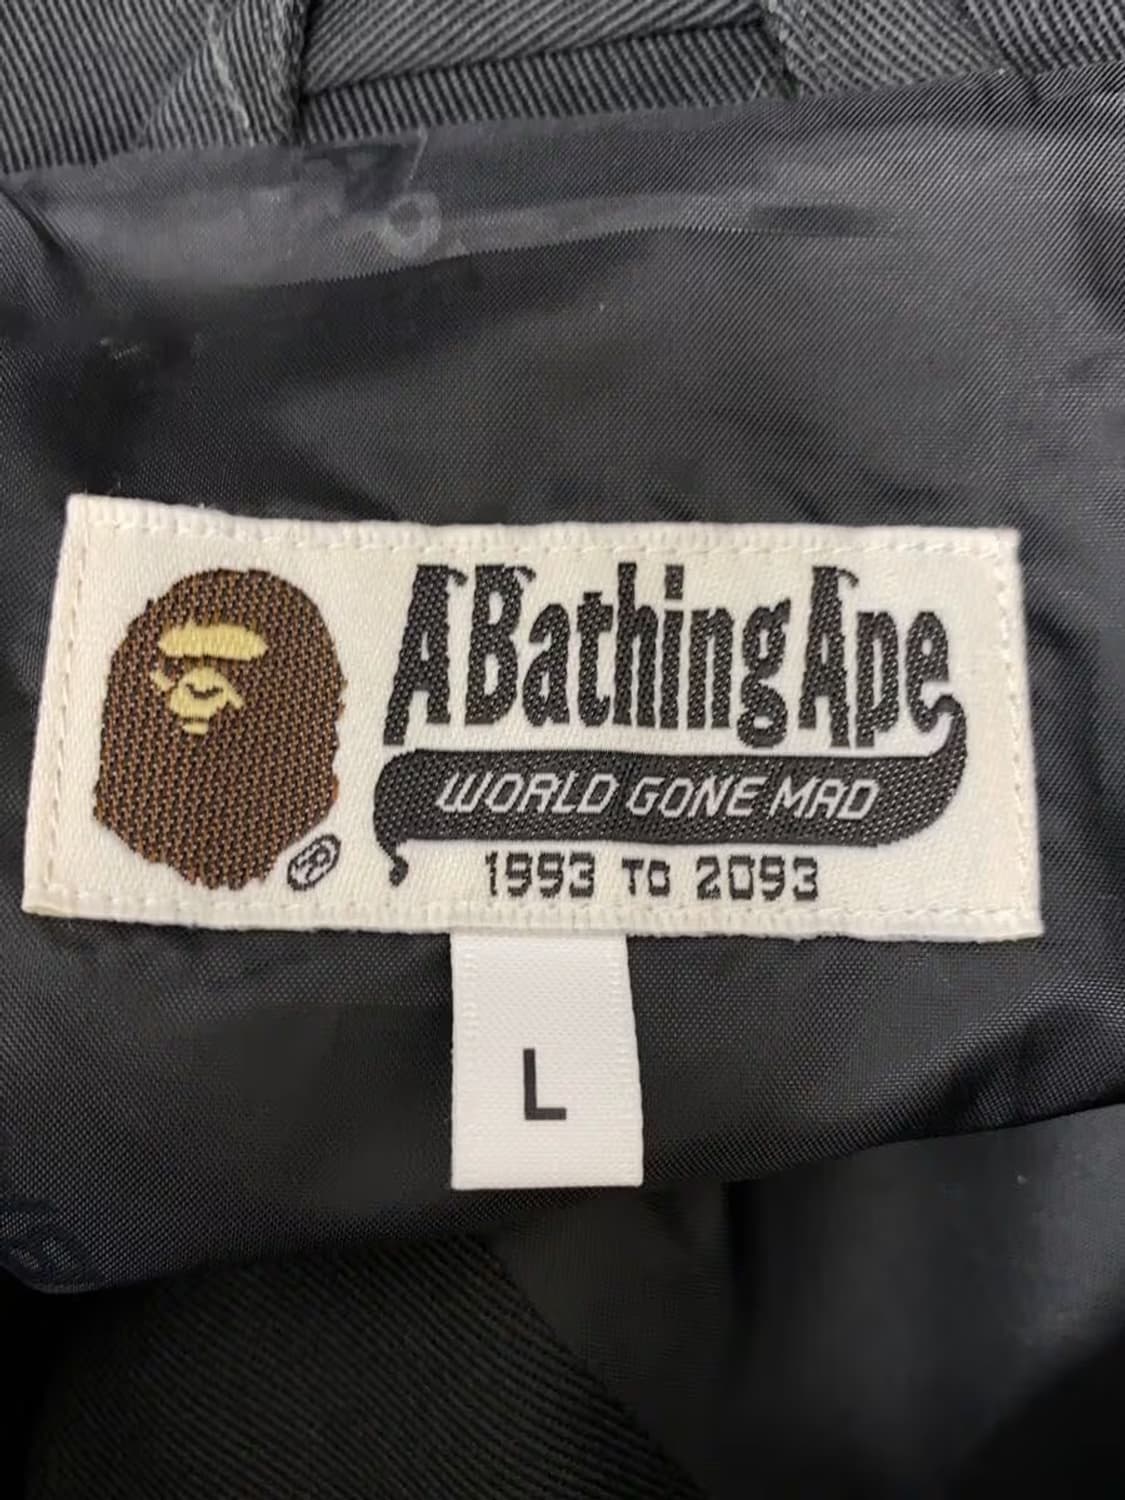 A Bathing Ape
®
WORLD GONE MAD
1993 TO 2093
L